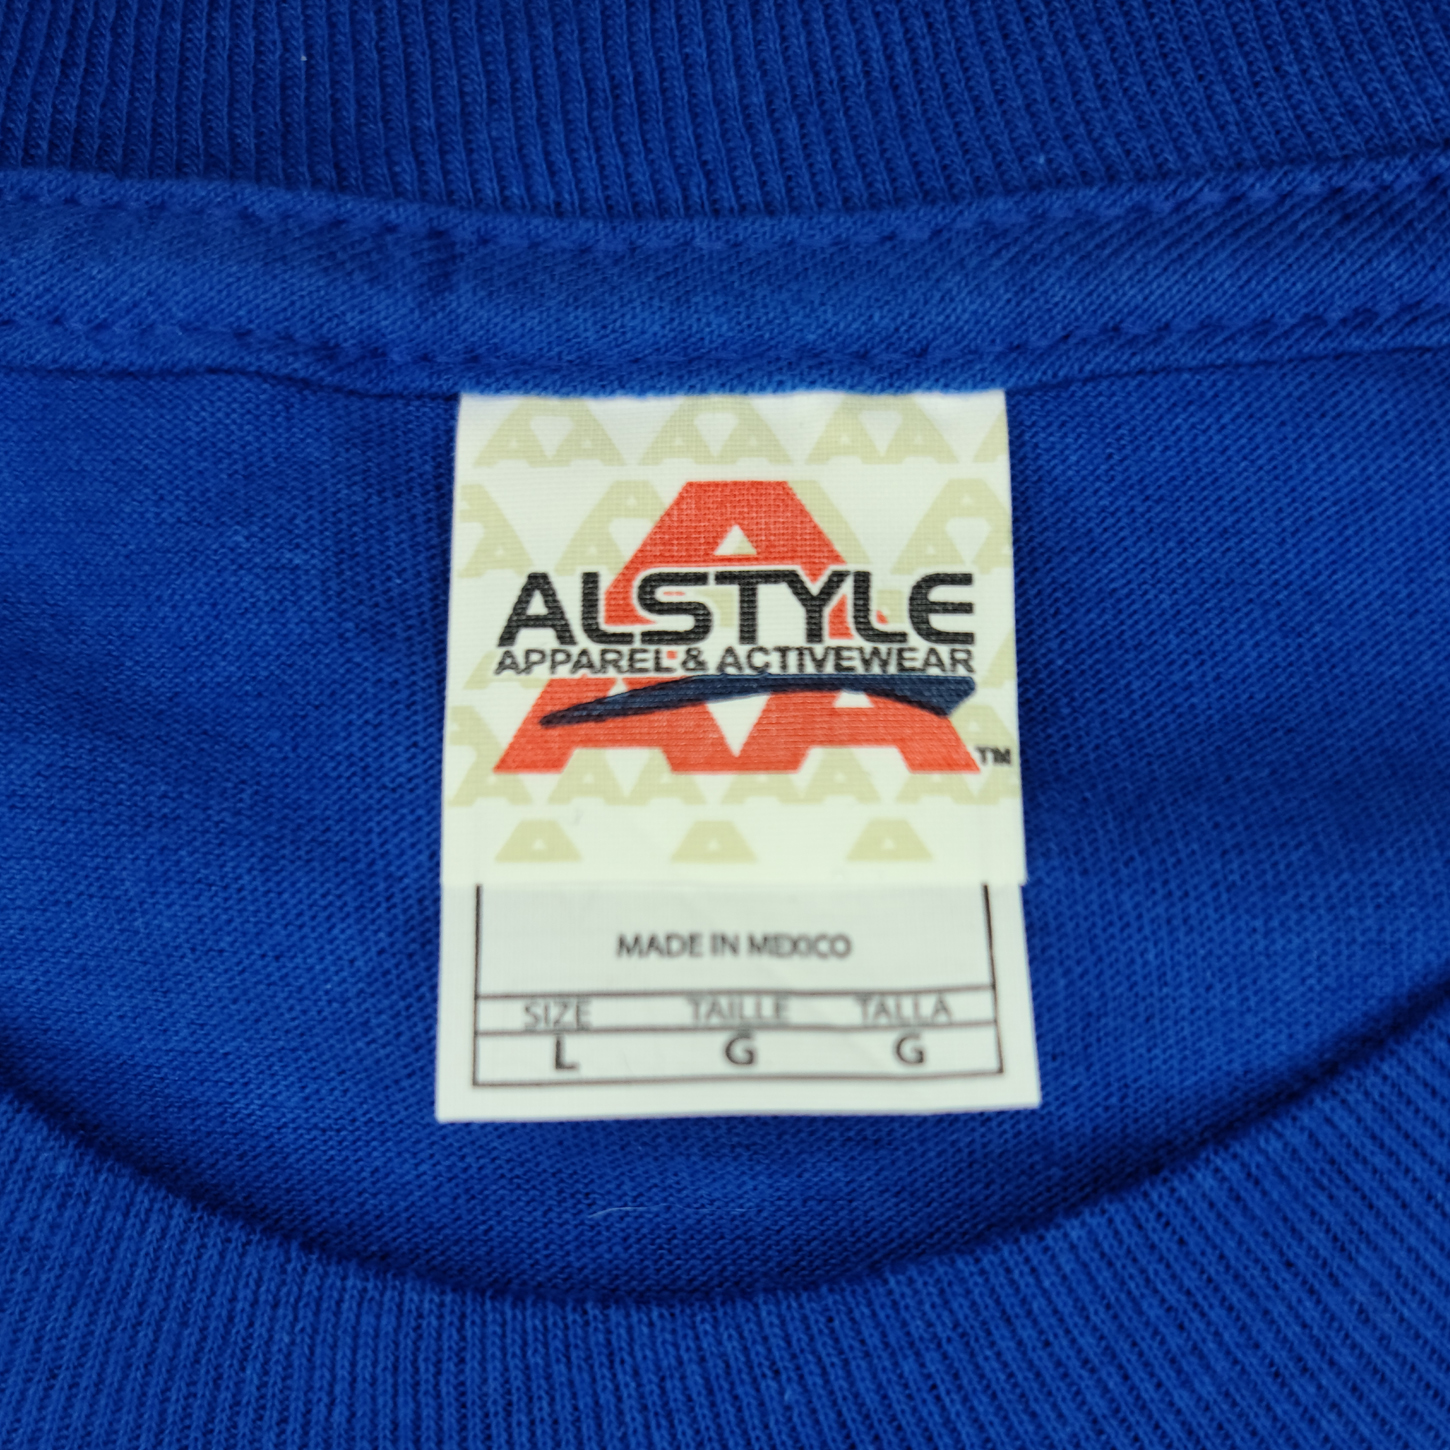 ALSTYLE
APPAREL & ACTIVEWEAR
TM
MADE IN MEXICO
SIZE TAILLE TALLA
L G G